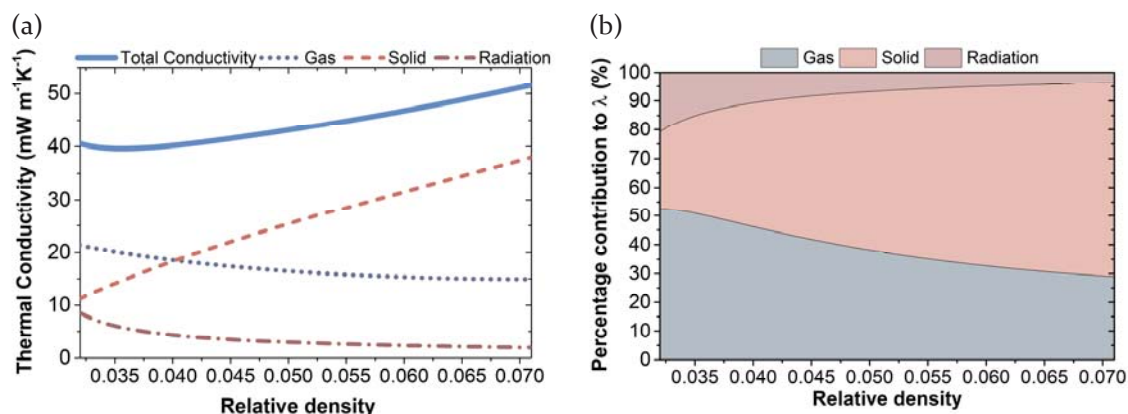 (a)
Total Conductivity Gas Solid Radiation
Thermal Conductivity (mW m⁻¹K⁻¹)
50
40
30
20
10
0
0.035 0.040 0.045 0.050 0.055 0.060 0.065 0.070
Relative density
(b)
Gas Solid Radiation
Percentage contribution to λ (%)
100
90
80
70
60
50
40
30
20
10
0
0.035 0.040 0.045 0.050 0.055 0.060 0.065 0.070
Relative density